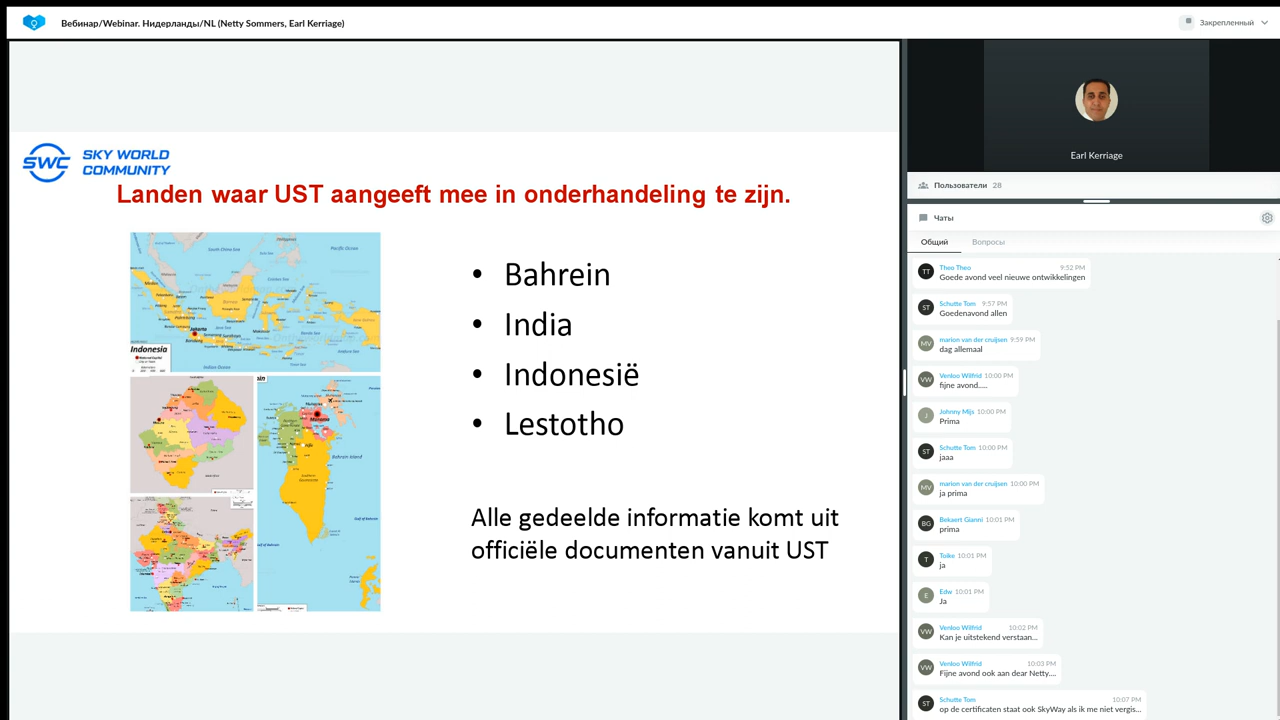 Вебинар/Webinar. Нидерланды/NL (Netty Sommers, Earl Kerriage)
Закрепленный
SWC SKY WORLD
COMMUNITY
Landen waar UST aangeeft mee in onderhandeling te zijn.
Indonesia
• Bahrein
• India
• Indonesië
• Lestotho
Alle gedeelde informatie komt uit
officiële documenten vanuit UST
Earl Kerriage
Пользователи 28
Чаты
Общий Вопросы
TT Theo Theo 9:52 PM
Goede avond veel nieuwe ontwikkelingen
ST Schutte Tom 9:57 PM
Goedenavond allen
MV marion van der cruijsen 9:59 PM
dag allemaal
VW Venloo Wilfrid 10:00 PM
fijne avond.....
J Johnny Mijs 10:00 PM
Prima
ST Schutte Tom 10:00 PM
jaaa
MV marion van der cruijsen 10:00 PM
ja prima
BG Bekaert Gianni 10:01 PM
prima
T Toike 10:01 PM
ja
E Edw 10:01 PM
Ja
VW Venloo Wilfrid 10:02 PM
Kan je uitstekend verstaan...
VW Venloo Wilfrid 10:03 PM
Fijne avond ook aan dear Netty....
ST Schutte Tom 10:07 PM
op de certificaten staat ook SkyWay als ik me niet vergis...